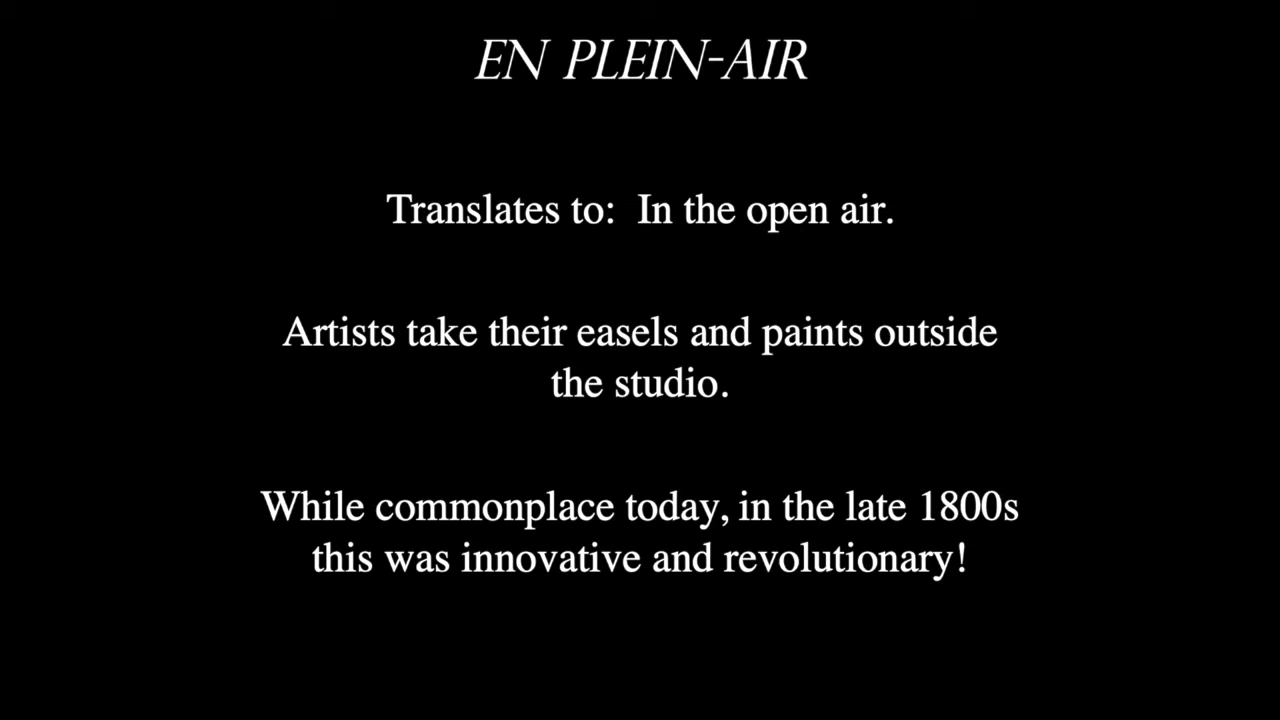 EN PLEIN-AIR
Translates to:  In the open air.
Artists take their easels and paints outside
the studio.
While commonplace today, in the late 1800s
this was innovative and revolutionary!